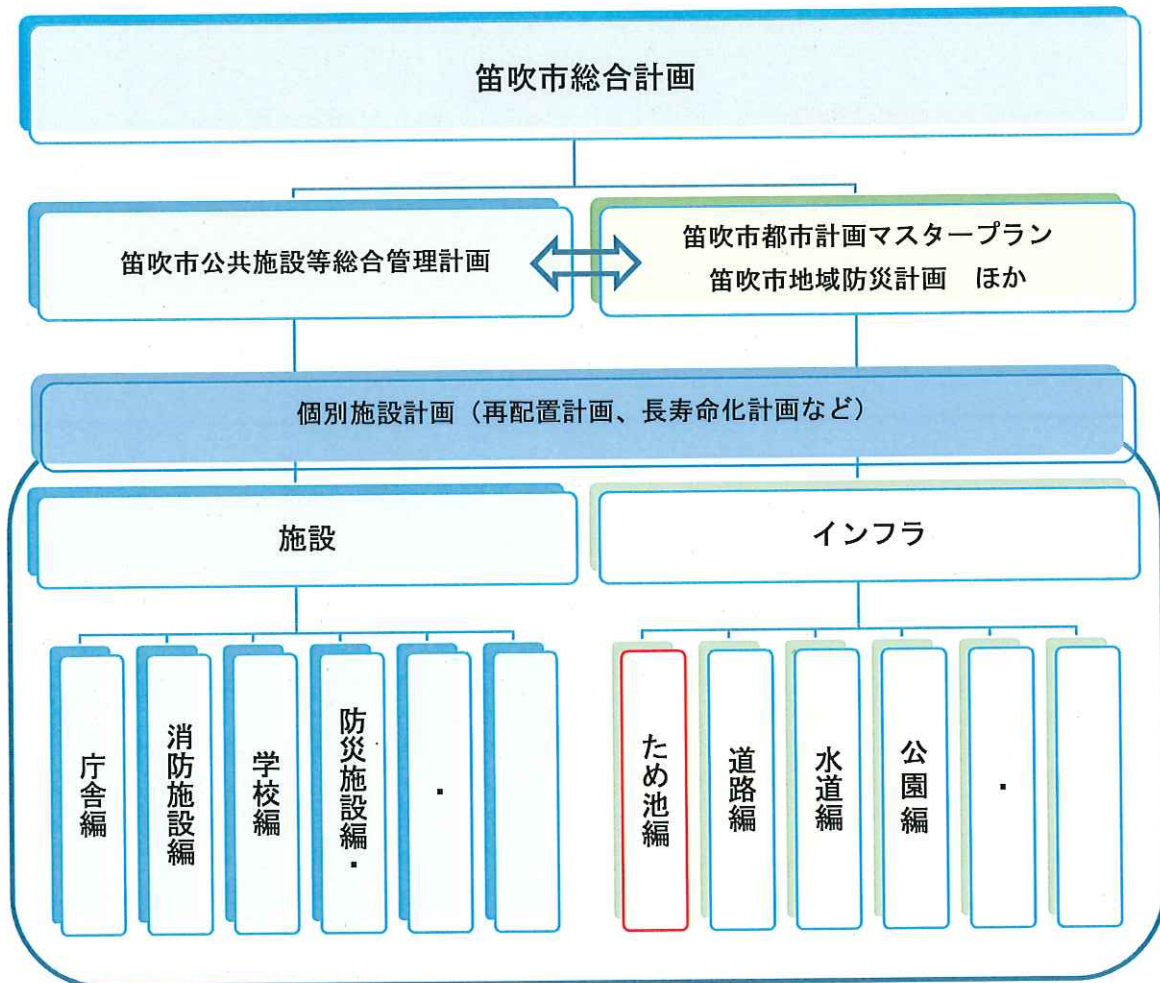 笛吹市総合計画
笛吹市公共施設等総合管理計画
笛吹市都市計画マスタープラン
笛吹市地域防災計画　ほか
個別施設計画（再配置計画、長寿命化計画など）
施設
インフラ
庁舎編
消防施設編
学校編
防災施設編・
・
ため池編
道路編
水道編
公園編
・